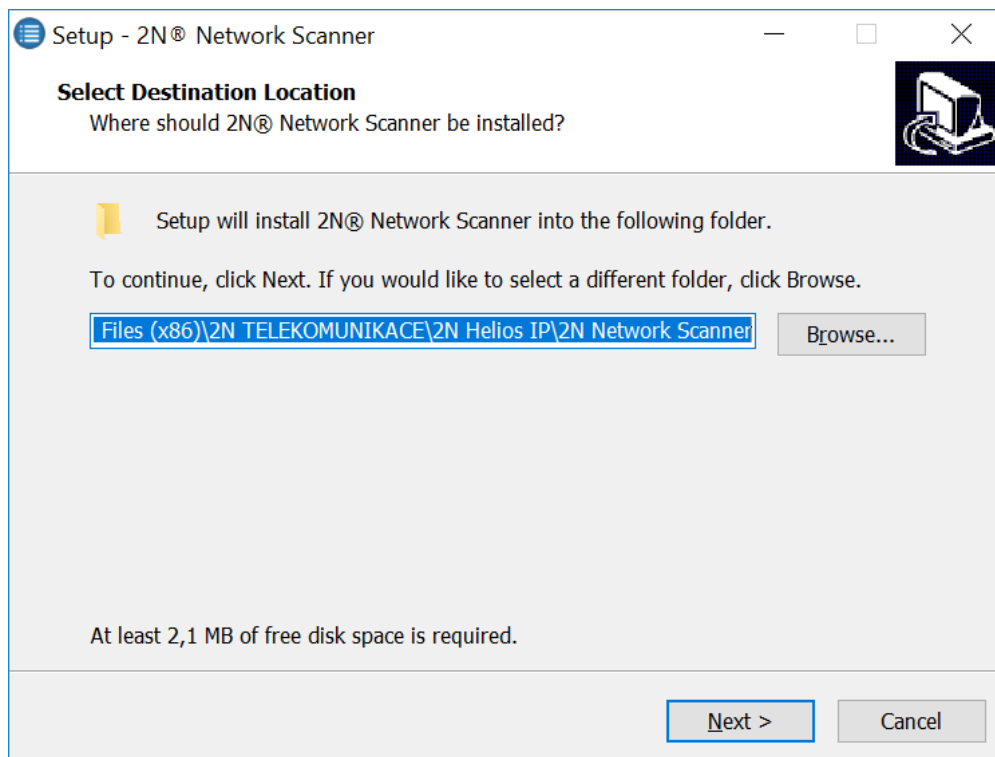 Setup - 2N® Network Scanner
Select Destination Location
Where should 2N® Network Scanner be installed?
Setup will install 2N® Network Scanner into the following folder.
To continue, click Next. If you would like to select a different folder, click Browse.
Files (x86)\2N TELEKOMUNIKACE\2N Helios IP\2N Network Scanner
Browse...
At least 2,1 MB of free disk space is required.
Next >
Cancel